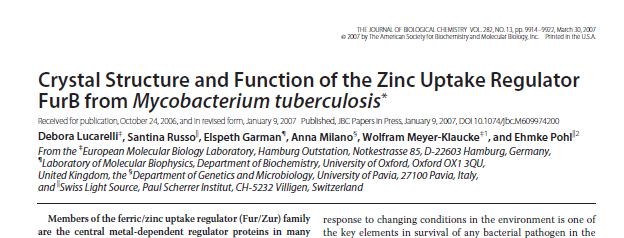 THE JOURNAL OF BIOLOGICAL CHEMISTRY VOL. 282, NO. 13, pp. 9914–9922, March 30, 2007
© 2007 by The American Society for Biochemistry and Molecular Biology, Inc. Printed in the U.S.A.
Crystal Structure and Function of the Zinc Uptake Regulator
FurB from Mycobacterium tuberculosis*
Received for publication, October 24, 2006, and in revised form, January 9, 2007 Published, JBC Papers in Press, January 9, 2007, DOI 10.1074/jbc.M609974200
Debora Lucarelli‡, Santina Russo‖, Elspeth Garman¶, Anna Milano§, Wolfram Meyer-Klaucke‡1, and Ehmke Pohl‖2
From the ‡European Molecular Biology Laboratory, Hamburg Outstation, Notkestrasse 85, D-22603 Hamburg, Germany,
¶Laboratory of Molecular Biophysics, Department of Biochemistry, University of Oxford, Oxford OX1 3QU,
United Kingdom, the §Department of Genetics and Microbiology, University of Pavia, 27100 Pavia, Italy,
and ‖Swiss Light Source, Paul Scherrer Institut, CH-5232 Villigen, Switzerland
Members of the ferric/zinc uptake regulator (Fur/Zur) family
are the central metal-dependent regulator proteins in many
response to changing conditions in the environment is one of
the key elements in survival of any bacterial pathogen in the